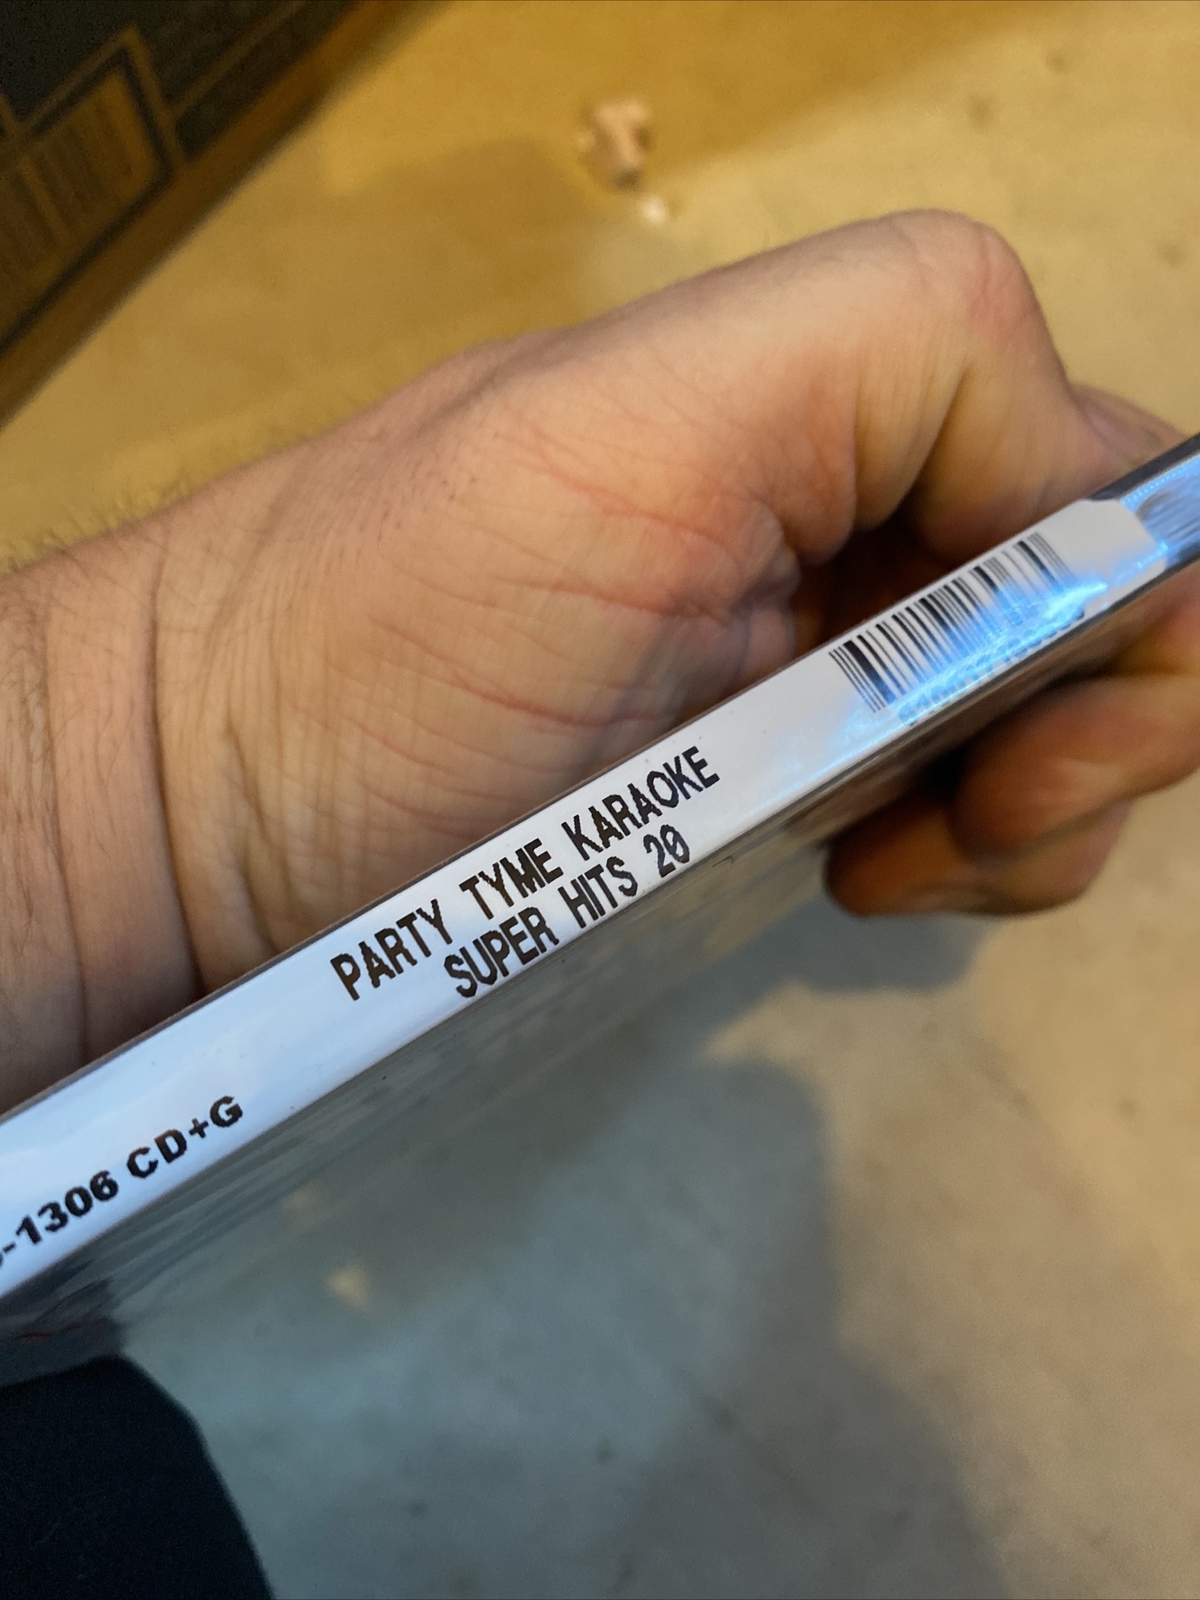 PARTY TYME KARAOKE
SUPER HITS 20
-1306 CD+G